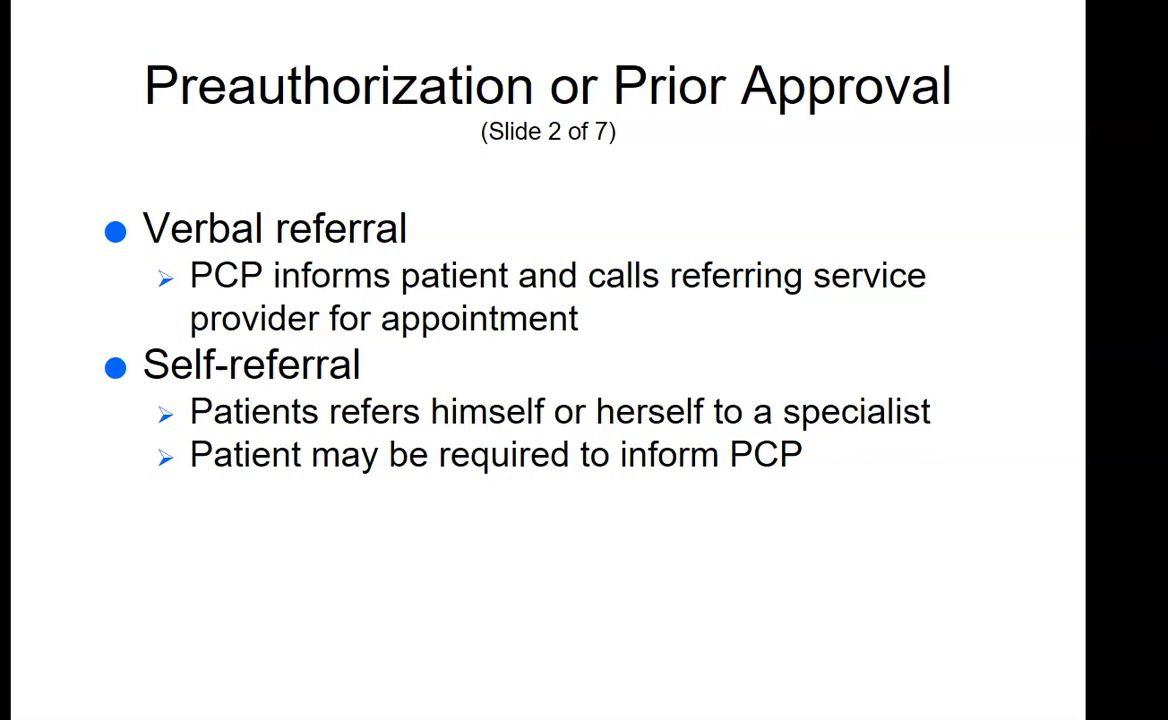 Preauthorization or Prior Approval
(Slide 2 of 7)
Verbal referral
PCP informs patient and calls referring service
provider for appointment
Self-referral
Patients refers himself or herself to a specialist
Patient may be required to inform PCP